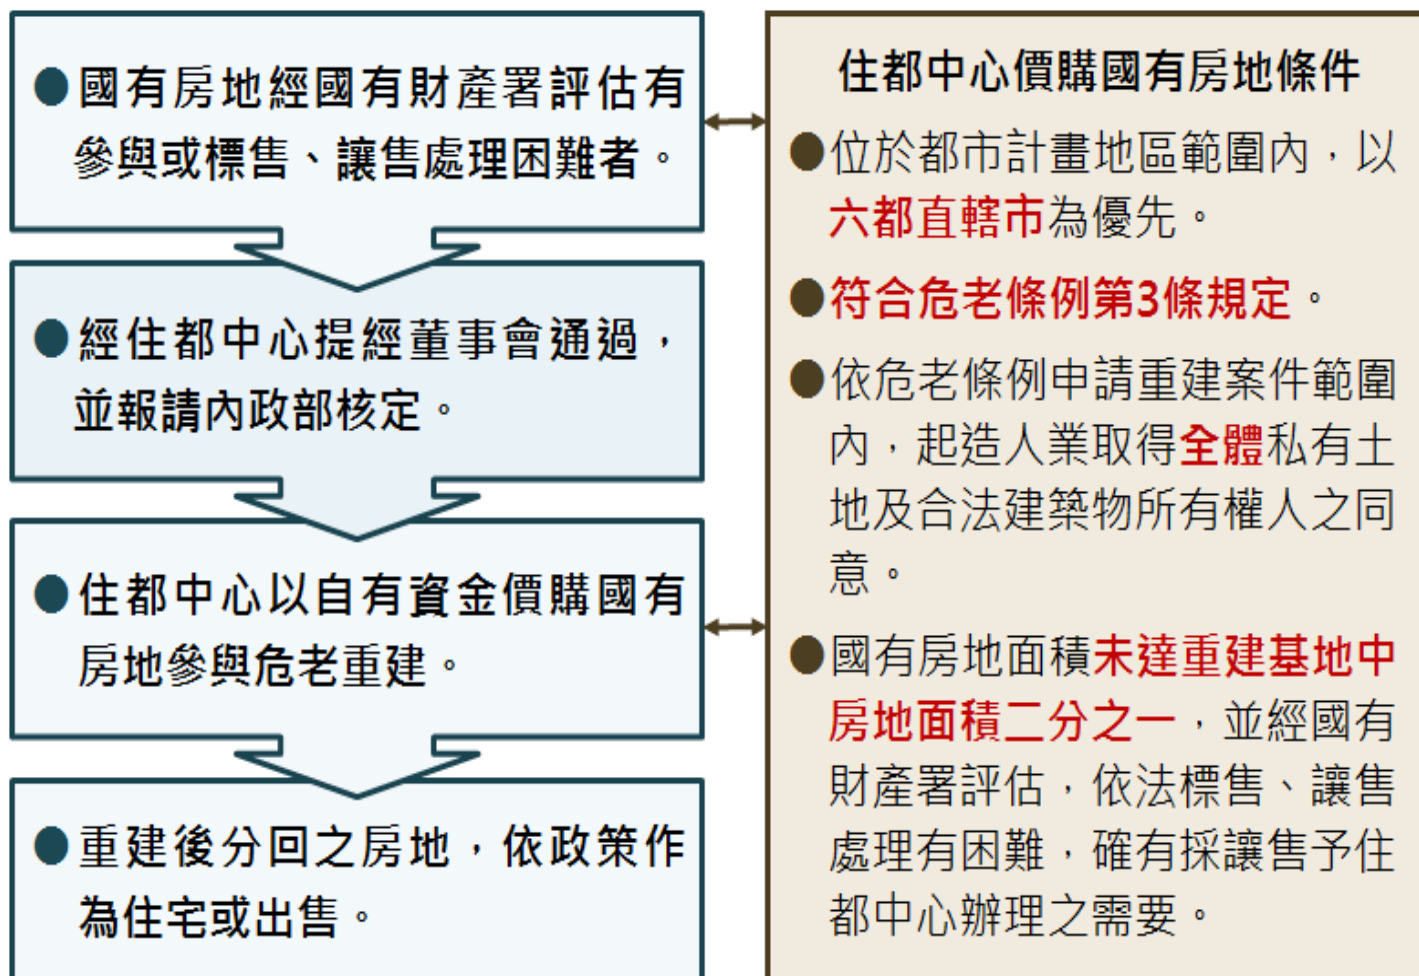 ●國有房地經國有財產署評估有
參與或標售、讓售處理困難者。
●經住都中心提經董事會通過，
並報請內政部核定。
●住都中心以自有資金價購國有
房地參與危老重建。
●重建後分回之房地，依政策作
為住宅或出售。
住都中心價購國有房地條件
●位於都市計畫地區範圍內，以
六都直轄市為優先。
●符合危老條例第3條規定。
●依危老條例申請重建案件範圍
內，起造人業取得全體私有土
地及合法建築物所有權人之同
意。
●國有房地面積未達重建基地中
房地面積二分之一，並經國有
財產署評估，依法標售、讓售
處理有困難，確有採讓售予住
都中心辦理之需要。